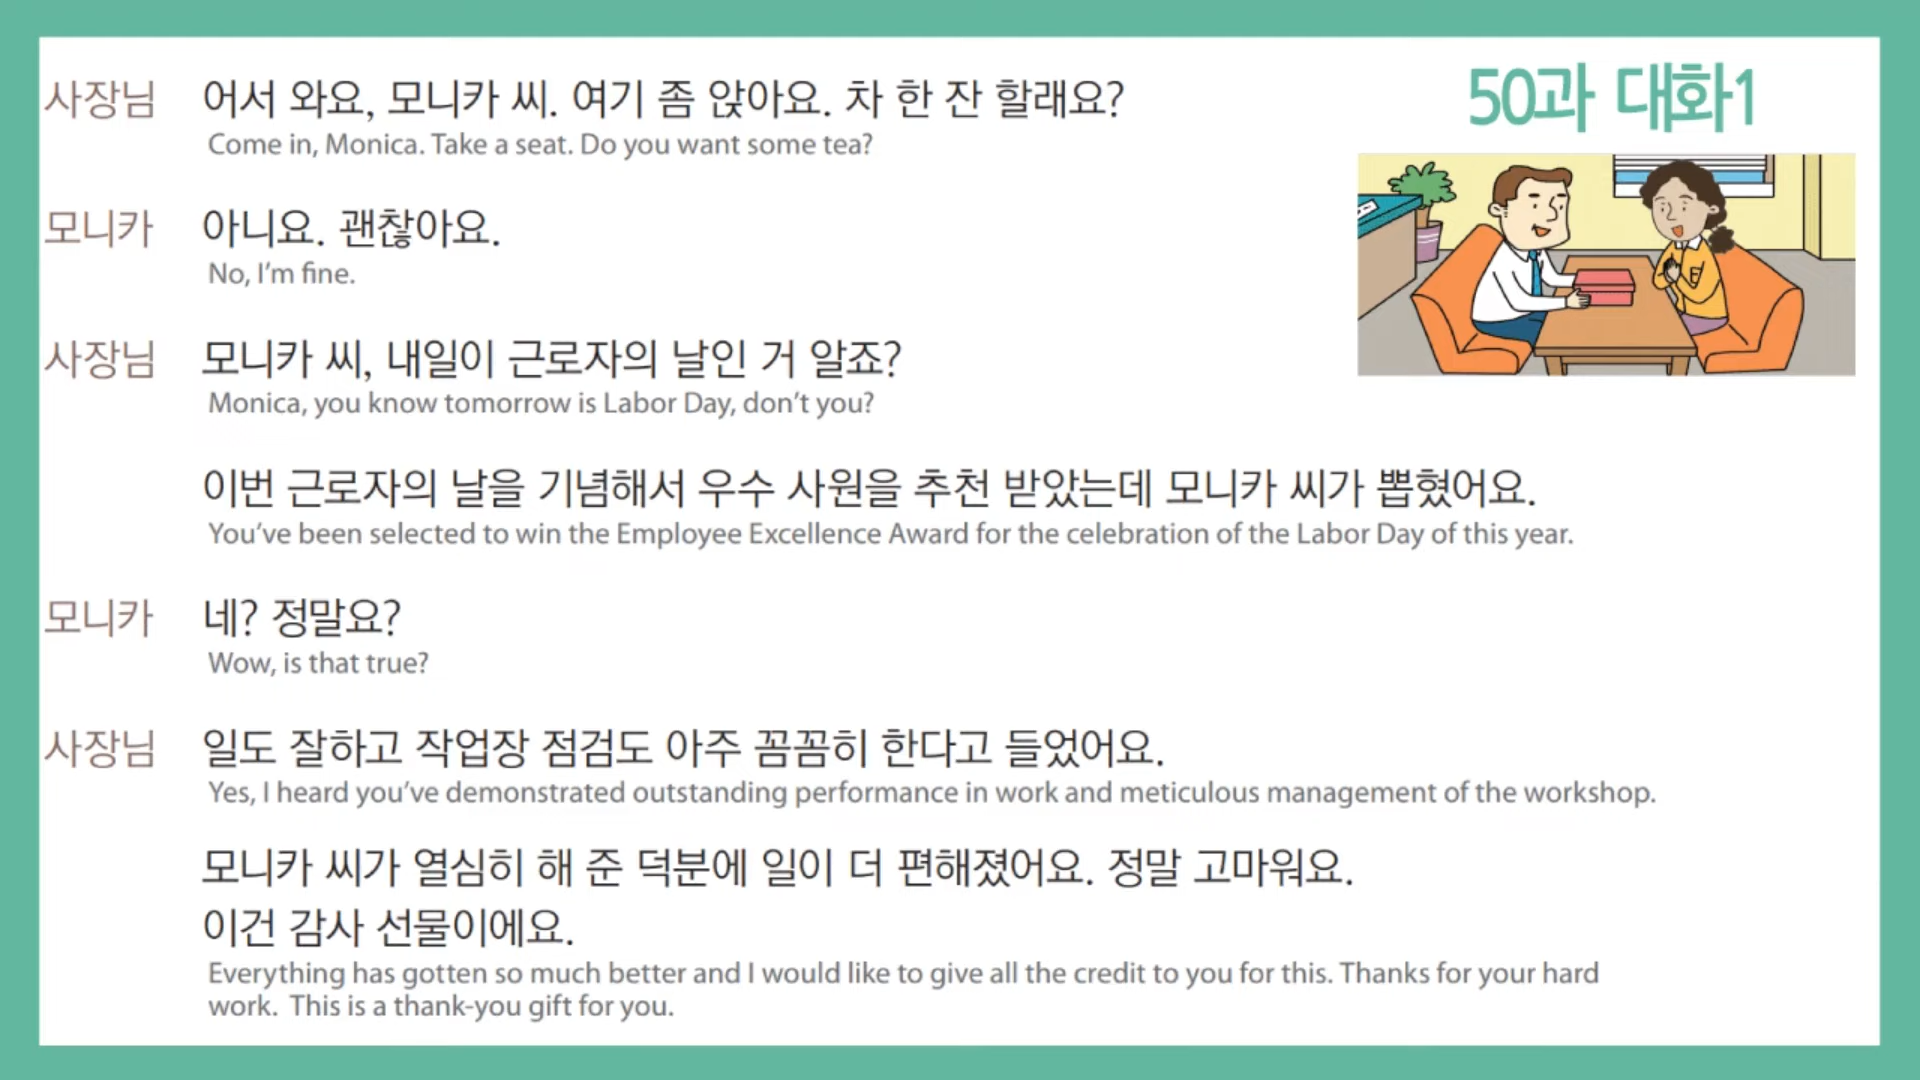 50과 대화1
사장님 어서 와요, 모니카 씨. 여기 좀 앉아요. 차 한 잔 할래요?
Come in, Monica. Take a seat. Do you want some tea?
모니카 아니요. 괜찮아요.
No, I'm fine.
사장님 모니카 씨, 내일이 근로자의 날인 거 알죠?
Monica, you know tomorrow is Labor Day, don't you?
이번 근로자의 날을 기념해서 우수 사원을 추천 받았는데 모니카 씨가 뽑혔어요.
You've been selected to win the Employee Excellence Award for the celebration of the Labor Day of this year.
모니카 네? 정말요?
Wow, is that true?
사장님 일도 잘하고 작업장 점검도 아주 꼼꼼히 한다고 들었어요.
Yes, I heard you've demonstrated outstanding performance in work and meticulous management of the workshop.
모니카 씨가 열심히 해 준 덕분에 일이 더 편해졌어요. 정말 고마워요.
이건 감사 선물이에요.
Everything has gotten so much better and I would like to give all the credit to you for this. Thanks for your hard
work. This is a thank-you gift for you.